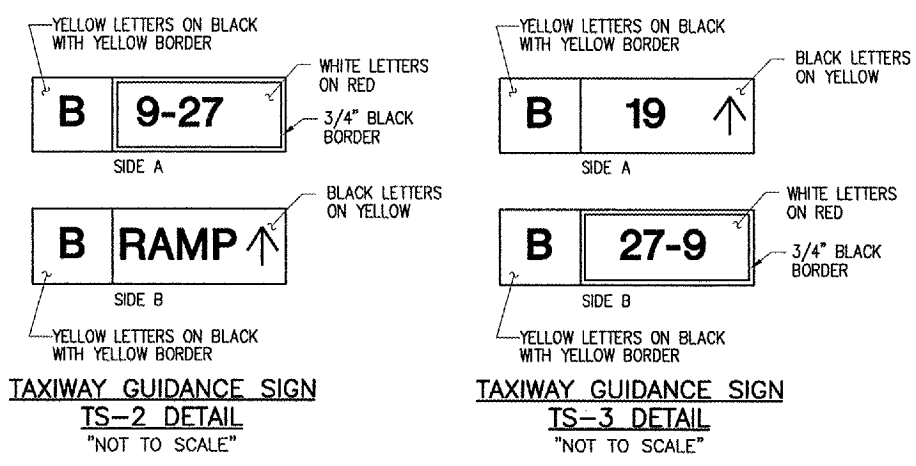 YELLOW LETTERS ON BLACK
WITH YELLOW BORDER
WHITE LETTERS
ON RED
B 9-27
3/4" BLACK
BORDER
SIDE A
BLACK LETTERS
ON YELLOW
B RAMP ↑
SIDE B
YELLOW LETTERS ON BLACK
WITH YELLOW BORDER
TAXIWAY GUIDANCE SIGN
TS-2 DETAIL
"NOT TO SCALE"
YELLOW LETTERS ON BLACK
WITH YELLOW BORDER
BLACK LETTERS
ON YELLOW
B 19 ↑
SIDE A
WHITE LETTERS
ON RED
B 27-9
3/4" BLACK
BORDER
SIDE B
YELLOW LETTERS ON BLACK
WITH YELLOW BORDER
TAXIWAY GUIDANCE SIGN
TS-3 DETAIL
"NOT TO SCALE"